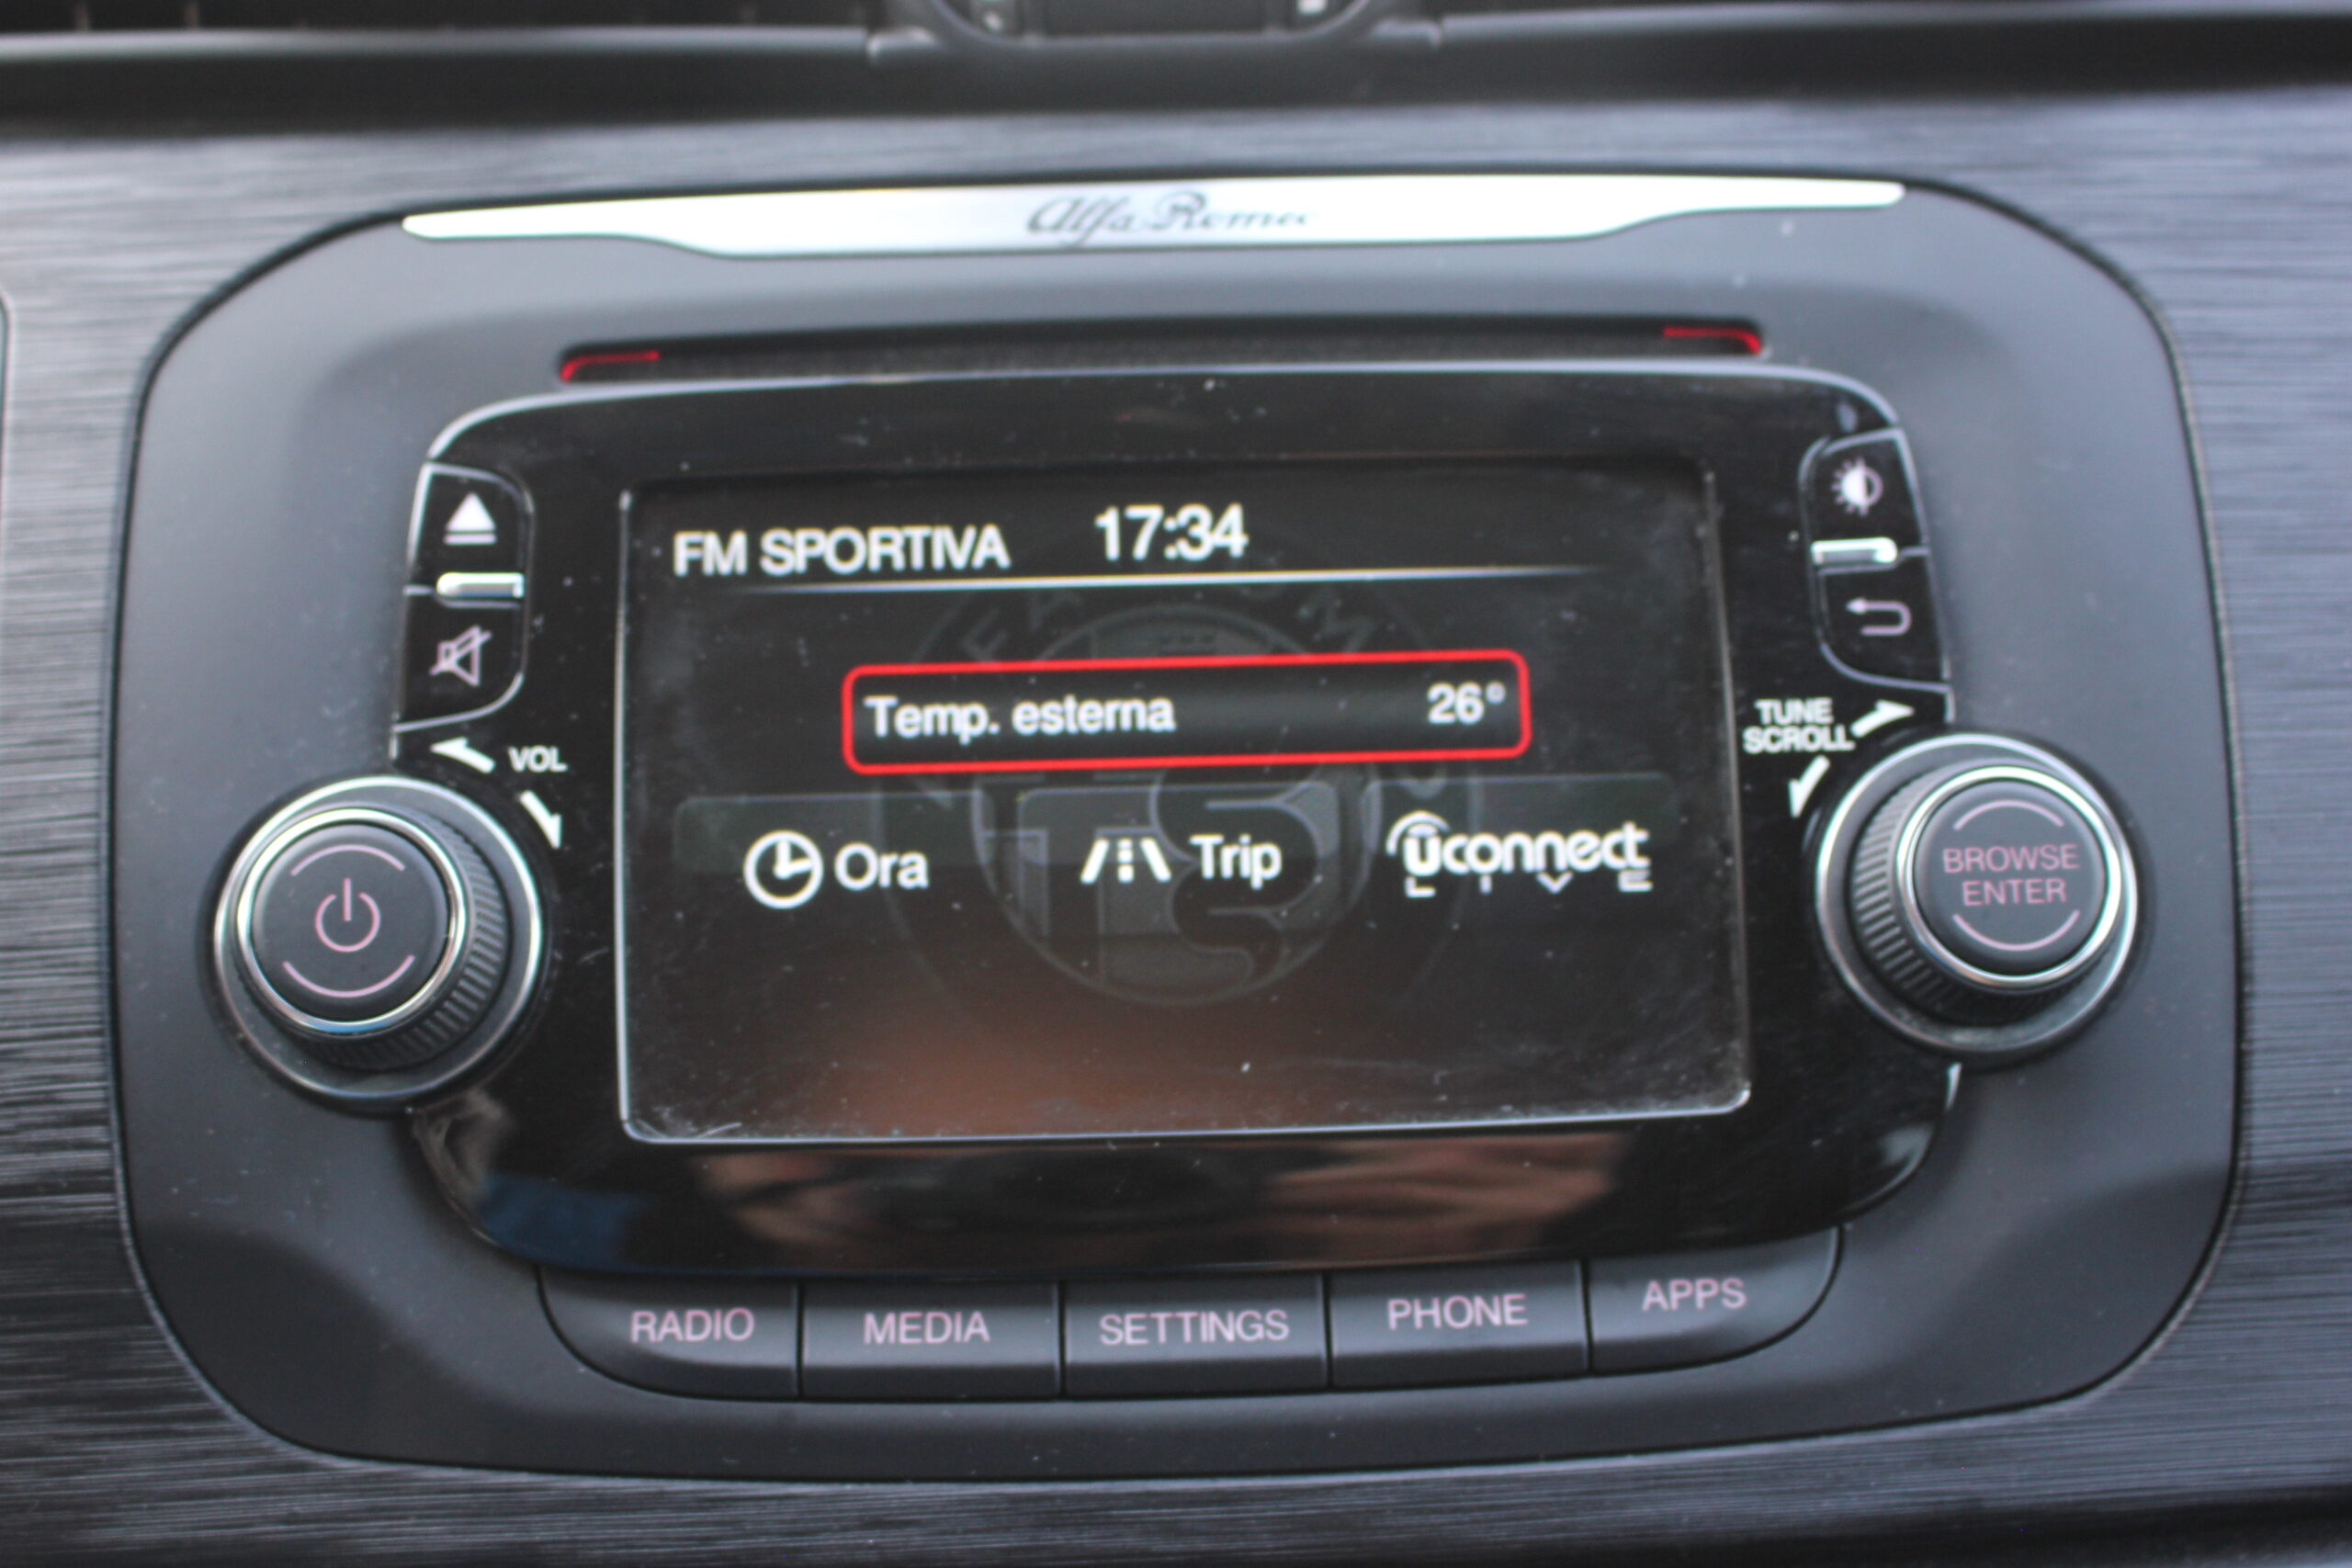 Alfa Romeo
FM SPORTIVA 17:34
Temp. esterna 26°
VOL
TUNE
SCROLL
Ora
Trip
uconnect
LIVE
BROWSE
ENTER
RADIO
MEDIA
SETTINGS
PHONE
APPS